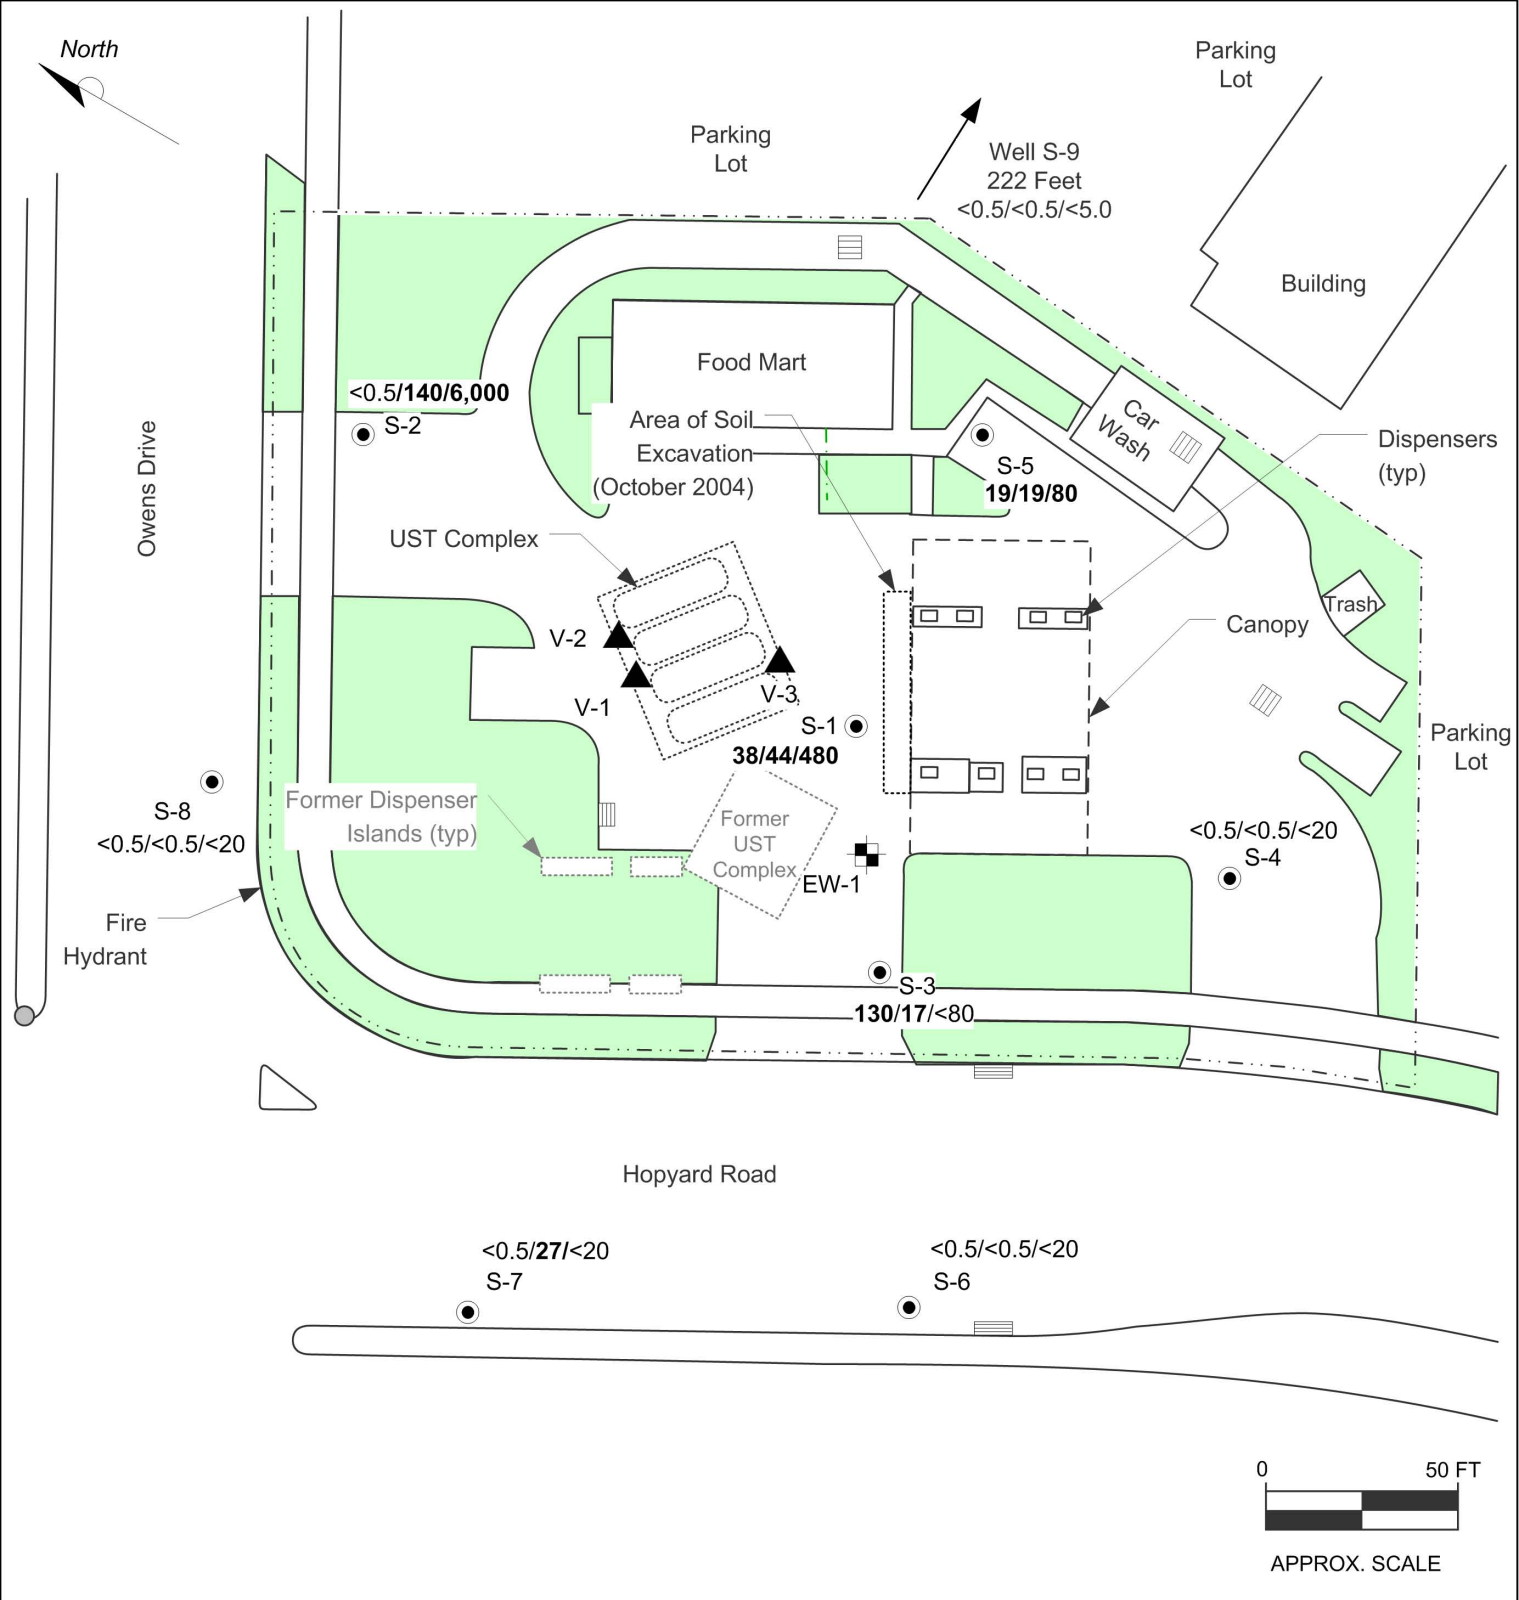 North
Parking
Lot
Parking
Lot
Well S-9
222 Feet
<0.5/<0.5/<5.0
Building
Food Mart
<0.5/140/6,000
S-2
Area of Soil
Excavation
(October 2004)
Car
Wash
Dispensers
(typ)
S-5
19/19/80
Owens Drive
UST Complex
Trash
Canopy
V-2
V-1
V-3
S-1
38/44/480
Parking
Lot
S-8
<0.5/<0.5/<20
Former Dispenser
Islands (typ)
Former
UST
Complex
EW-1
<0.5/<0.5/<20
S-4
Fire
Hydrant
S-3
130/17/<80
Hopyard Road
<0.5/27/<20
S-7
<0.5/<0.5/<20
S-6
0 50 FT
APPROX. SCALE